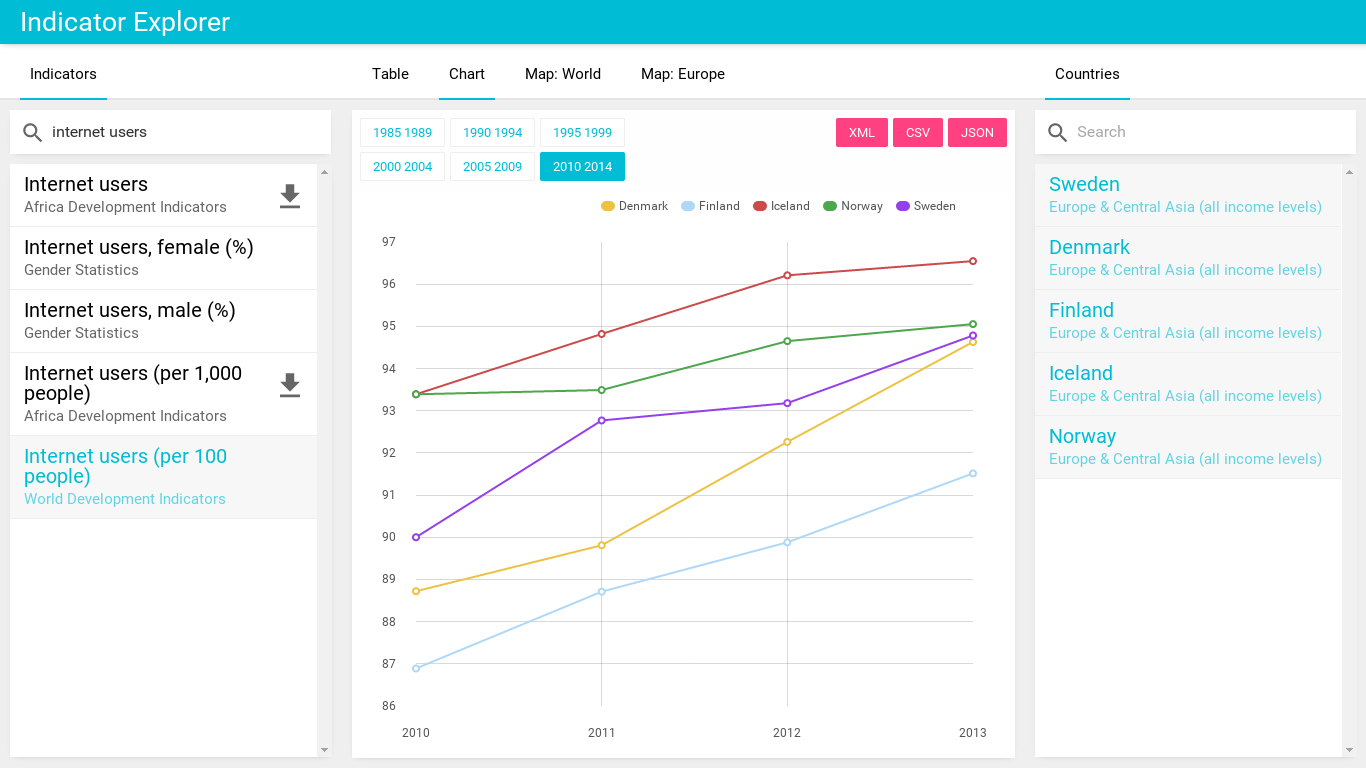 Indicator Explorer
Indicators
Table
Chart
Map: World
Map: Europe
Countries
internet users
Internet users
Africa Development Indicators
Internet users, female (%)
Gender Statistics
Internet users, male (%)
Gender Statistics
Internet users (per 1,000
people)
Africa Development Indicators
Internet users (per 100
people)
World Development Indicators
1985 1989
1990 1994
1995 1999
2000 2004
2005 2009
2010 2014
XML
CSV
JSON
Denmark
Finland
Iceland
Norway
Sweden
97
96
95
94
93
92
91
90
89
88
87
86
2010
2011
2012
2013
Search
Sweden
Europe & Central Asia (all income levels)
Denmark
Europe & Central Asia (all income levels)
Finland
Europe & Central Asia (all income levels)
Iceland
Europe & Central Asia (all income levels)
Norway
Europe & Central Asia (all income levels)